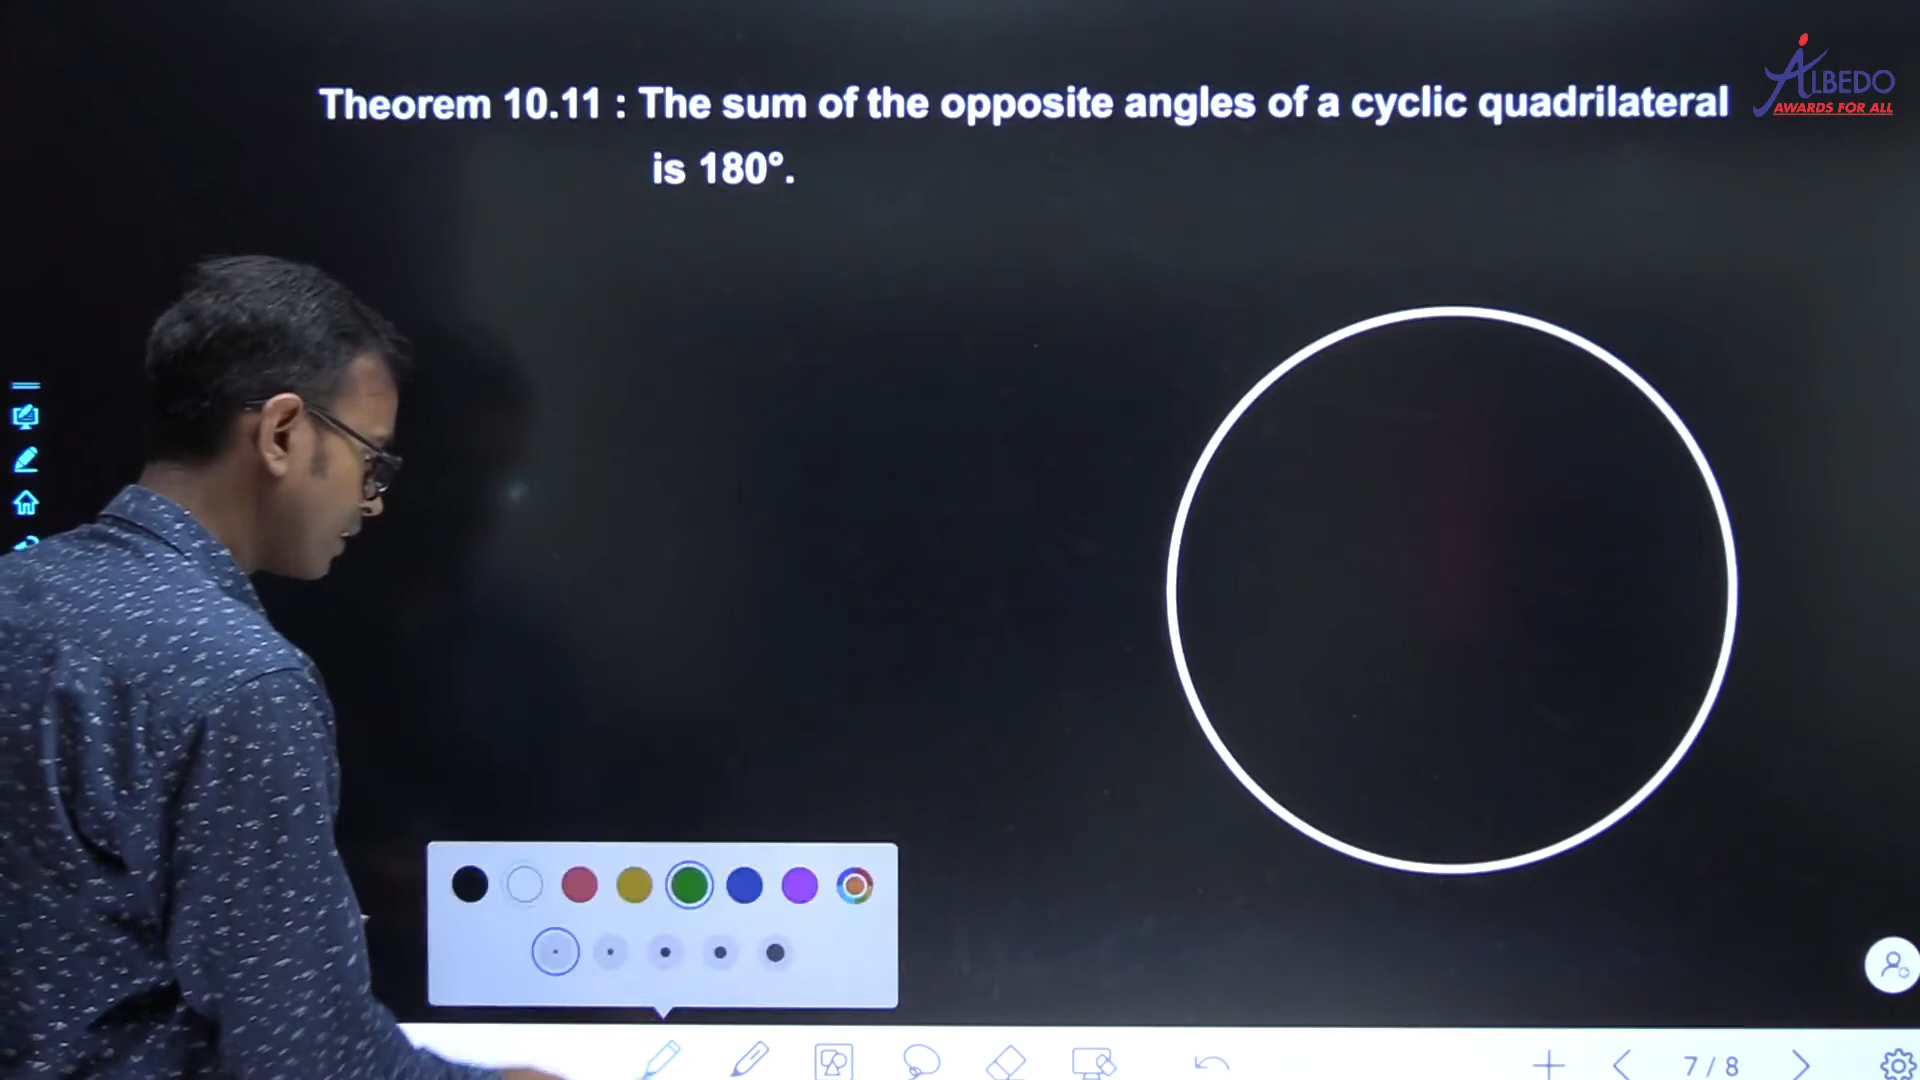 Theorem 10.11 : The sum of the opposite angles of a cyclic quadrilateral
is 180°.
ALBEDO
AWARDS FOR ALL
7 / 8